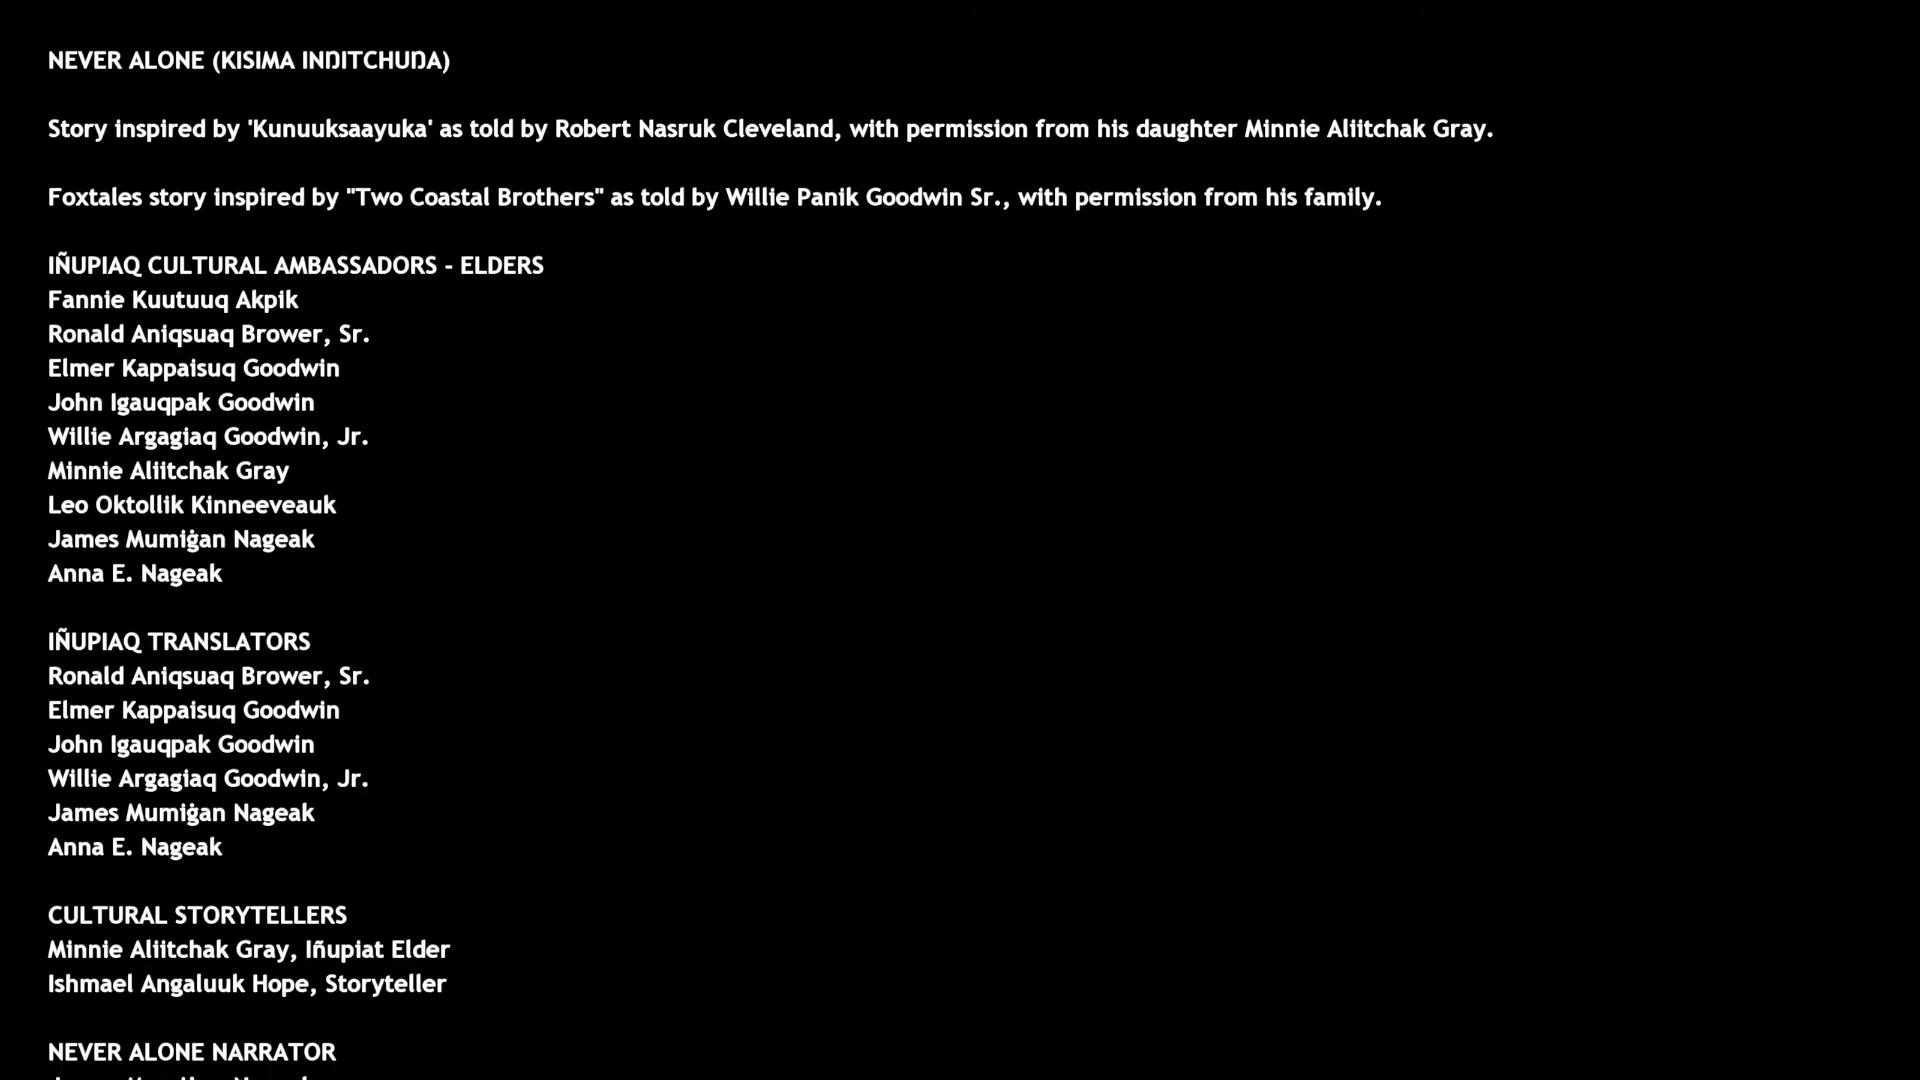 NEVER ALONE (KISIMA INŊITCHUŊA)
Story inspired by 'Kunuuksaayuka' as told by Robert Nasruk Cleveland, with permission from his daughter Minnie Aliitchak Gray.
Foxtales story inspired by "Two Coastal Brothers" as told by Willie Panik Goodwin Sr., with permission from his family.
IÑUPIAQ CULTURAL AMBASSADORS - ELDERS
Fannie Kuutuuq Akpik
Ronald Aniqsuaq Brower, Sr.
Elmer Kappaisuq Goodwin
John Igauqpak Goodwin
Willie Argagiaq Goodwin, Jr.
Minnie Aliitchak Gray
Leo Oktollik Kinneeveauk
James Mumiġan Nageak
Anna E. Nageak
IÑUPIAQ TRANSLATORS
Ronald Aniqsuaq Brower, Sr.
Elmer Kappaisuq Goodwin
John Igauqpak Goodwin
Willie Argagiaq Goodwin, Jr.
James Mumiġan Nageak
Anna E. Nageak
CULTURAL STORYTELLERS
Minnie Aliitchak Gray, Iñupiat Elder
Ishmael Angaluuk Hope, Storyteller
NEVER ALONE NARRATOR